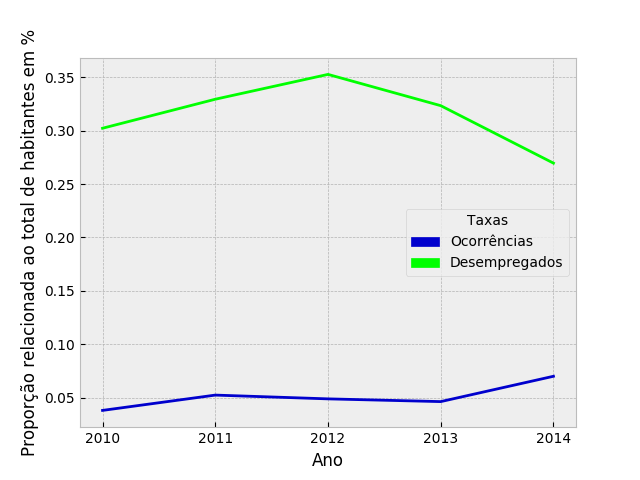 Proporção relacionada ao total de habitantes em %
0.35
0.30
0.25
0.20
0.15
0.10
0.05
Taxas
Ocorrências
Desempregados
2010 2011 2012 2013 2014
Ano